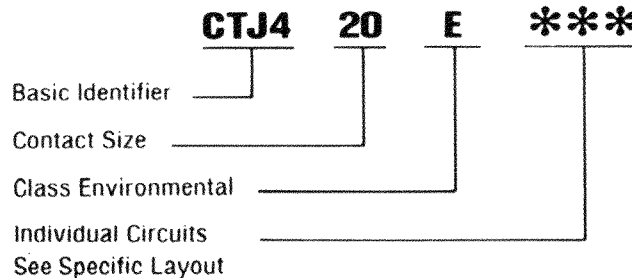 CTJ4 20 E ***
Basic Identifier
Contact Size
Class Environmental
Individual Circuits
See Specific Layout